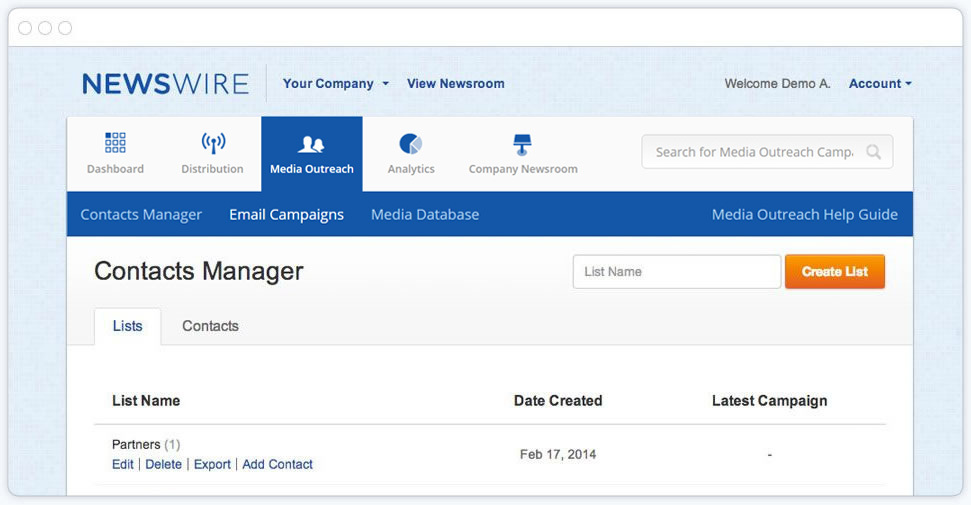 NEWSWIRE Your Company View Newsroom Welcome Demo A. Account
Dashboard Distribution Media Outreach Analytics Company Newsroom Search for Media Outreach Camp
Contacts Manager Email Campaigns Media Database Media Outreach Help Guide
Contacts Manager List Name Create List
Lists Contacts
List Name Date Created Latest Campaign
Partners (1)
Feb 17, 2014 -
Edit | Delete | Export | Add Contact